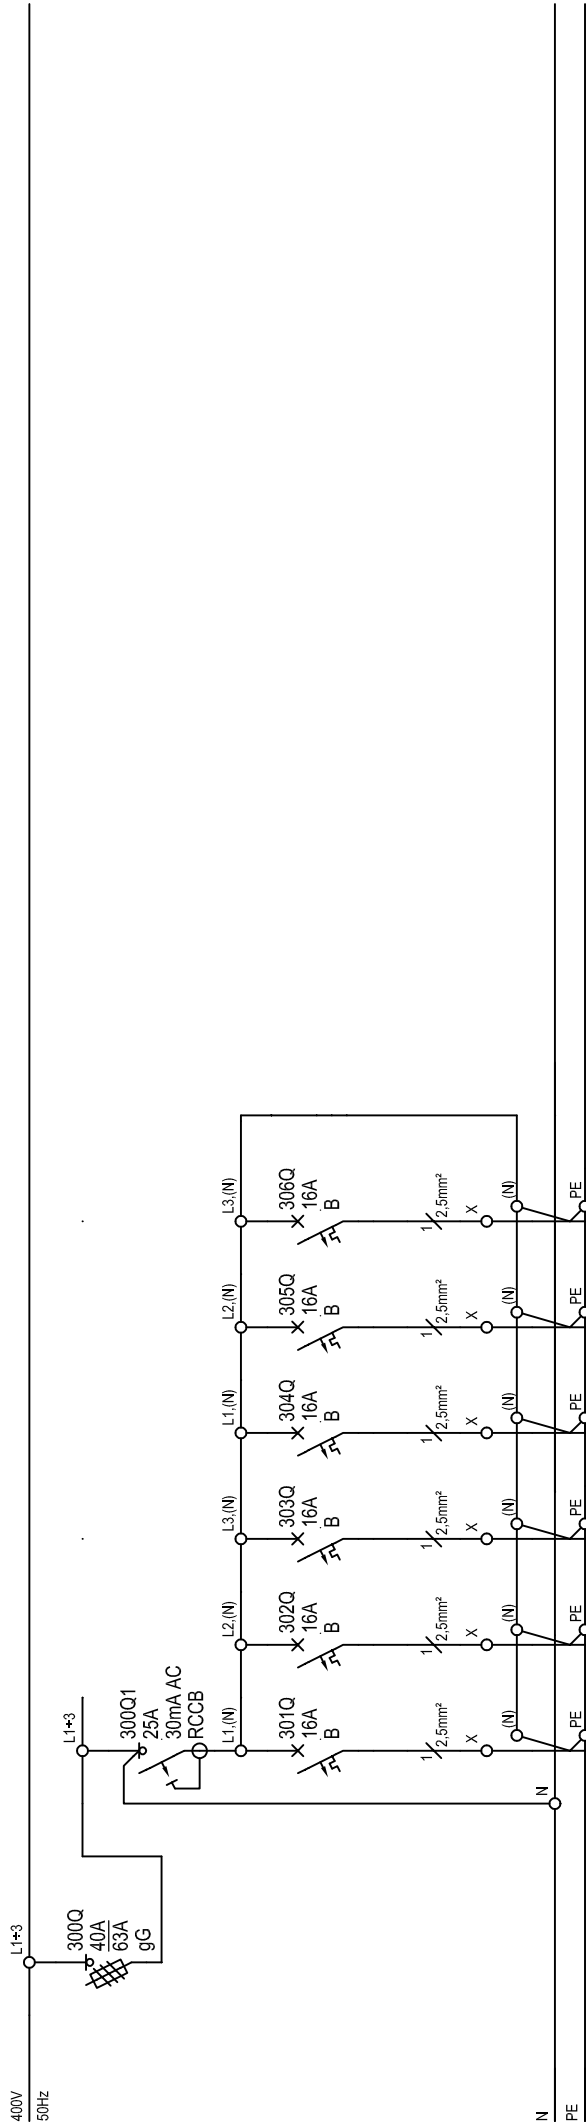 400V
50Hz
L1÷3
300Q
40A
63A
gG
L1÷3
300Q1
25A
30mA AC
RCCB
L1,(N)
301Q
16A
B
1
2,5mm²
X
(N)
PE
L2,(N)
302Q
16A
B
1
2,5mm²
X
(N)
PE
L3,(N)
303Q
16A
B
1
2,5mm²
X
(N)
PE
L1,(N)
304Q
16A
B
1
2,5mm²
X
(N)
PE
L2,(N)
305Q
16A
B
1
2,5mm²
X
(N)
PE
L3,(N)
306Q
16A
B
1
2,5mm²
X
(N)
PE
N
N
PE